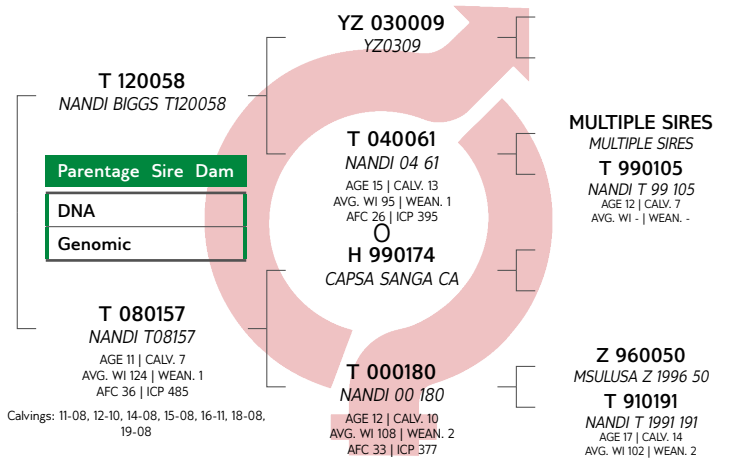 YZ 030009
YZ0309
T 120058
NANDI BIGGS T120058
MULTIPLE SIRES
MULTIPLE SIRES
T 040061
NANDI 04 61
AGE 15 | CALV. 13
AVG. WI 95 | WEAN. 1
AFC 26 | ICP 395
T 990105
NANDI T 99 105
AGE 12 | CALV. 7
AVG. WI - | WEAN. -
Parentage Sire Dam
DNA
Genomic
O
H 990174
CAPSA SANGA CA
T 080157
NANDI T08157
AGE 11 | CALV. 7
AVG. WI 124 | WEAN. 1
AFC 36 | ICP 485
Calvings: 11-08, 12-10, 14-08, 15-08, 16-11, 18-08,
19-08
T 000180
NANDI 00 180
AGE 12 | CALV. 10
AVG. WI 108 | WEAN. 2
AFC 33 | ICP 377
Z 960050
MSULUSA Z 1996 50
T 910191
NANDI T 1991 191
AGE 17 | CALV. 14
AVG. WI 102 | WEAN. 2